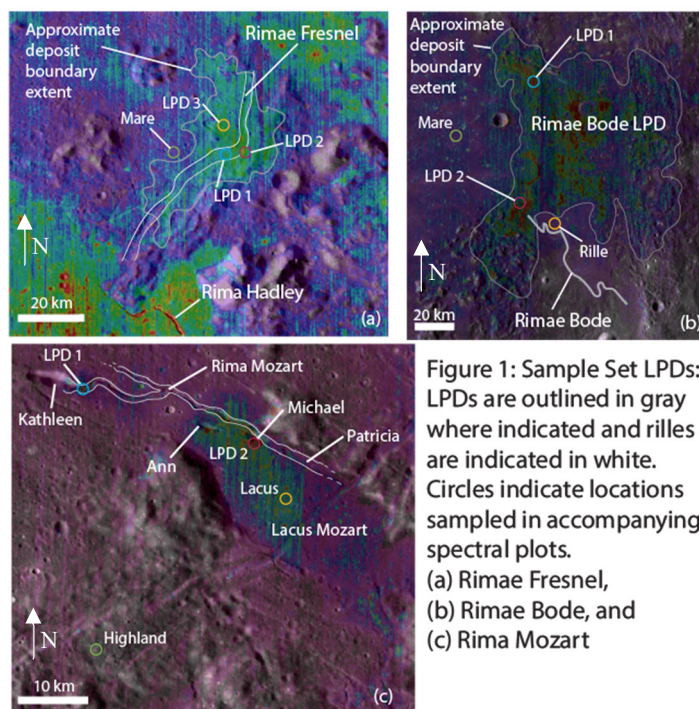 Approximate
deposit
boundary
extent
Rimae Fresnel
LPD 3
Mare
LPD 2
LPD 1
N
20 km
Rima Hadley
(a)
Approximate
deposit
boundary
extent
LPD 1
Mare
Rimae Bode LPD
LPD 2
N
Rille
20 km
Rimae Bode
(b)
LPD 1
Rima Mozart
Kathleen
Michael
Ann
LPD 2
Patricia
Lacus
Lacus Mozart
N
Highland
10 km
(c)
Figure 1: Sample Set LPDs:
LPDs are outlined in gray
where indicated and rilles
are indicated in white.
Circles indicate locations
sampled in accompanying
spectral plots.
(a) Rimae Fresnel,
(b) Rimae Bode, and
(c) Rima Mozart